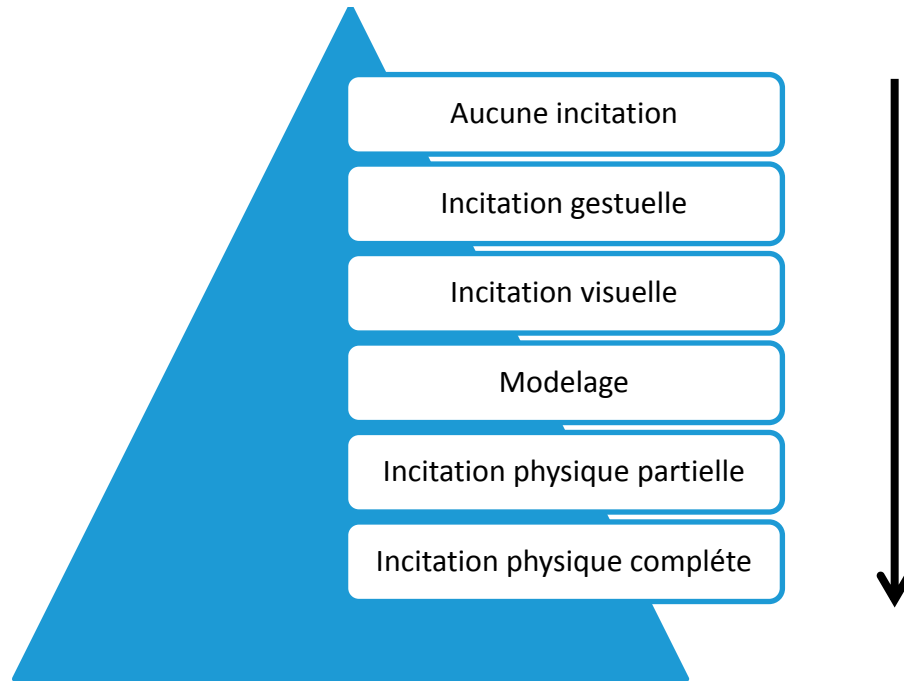 Aucune incitation
Incitation gestuelle
Incitation visuelle
Modelage
Incitation physique partielle
Incitation physique compléte